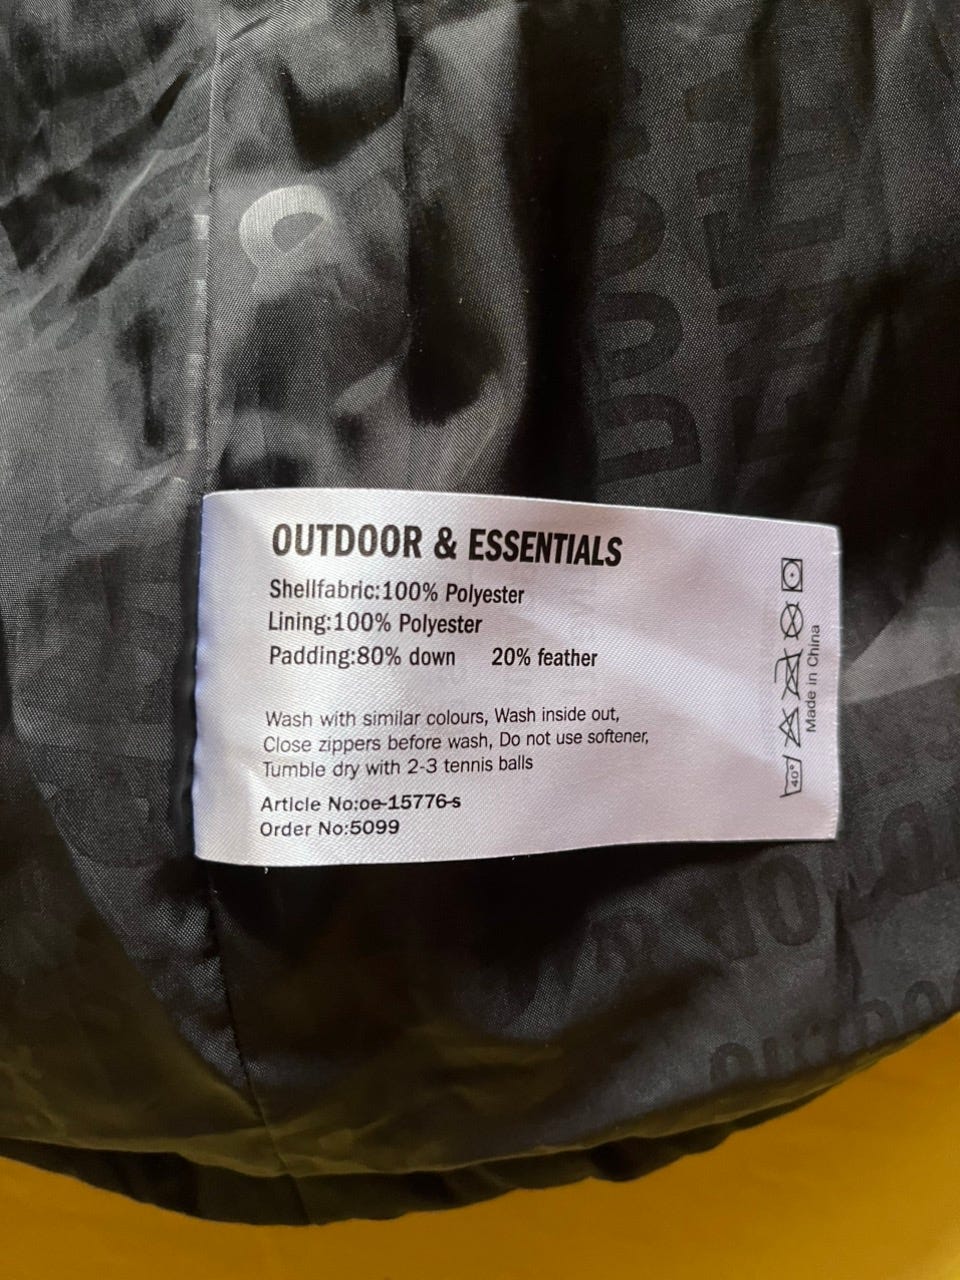 OUTDOOR & ESSENTIALS
Shellfabric:100% Polyester
Lining:100% Polyester
Padding:80% down 20% feather
Wash with similar colours, Wash inside out,
Close zippers before wash, Do not use softener,
Tumble dry with 2-3 tennis balls
Article No:oe-15776-s
Order No:5099
40°
Made in China
OUTDOO